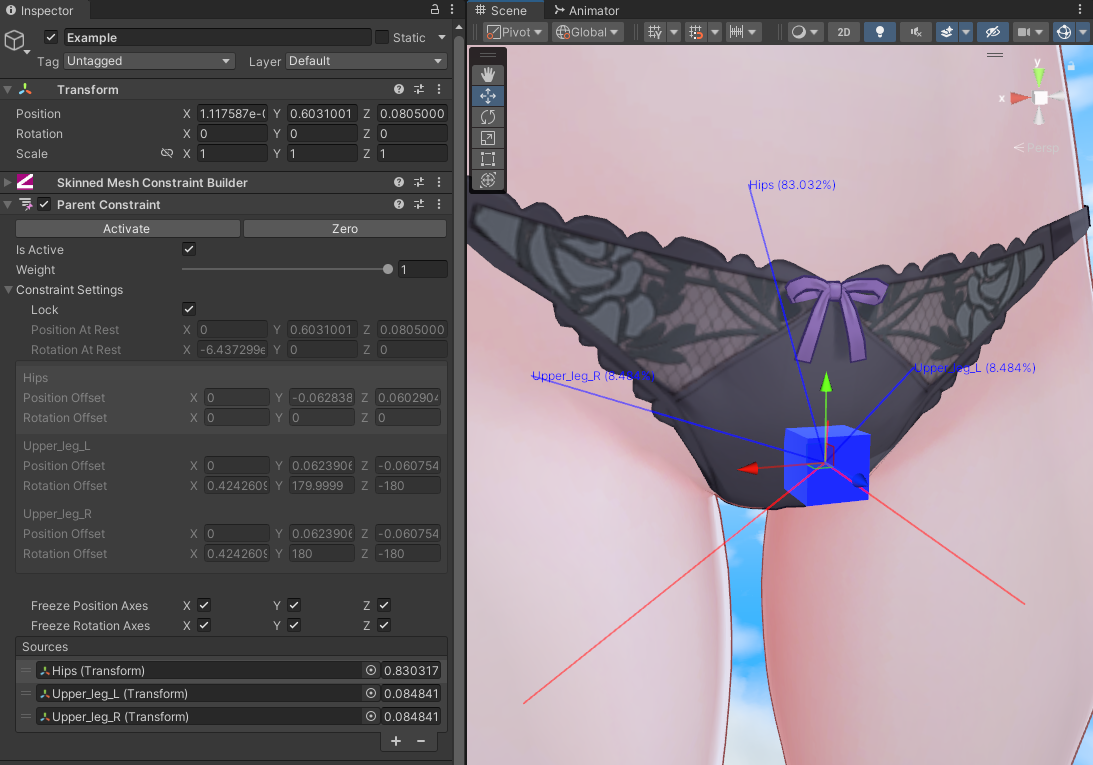 Inspector
Example
Static
Tag Untagged Layer Default
Transform
Position X 1.117587e-0 Y 0.6031001 Z 0.0805000
Rotation X 0 Y 0 Z 0
Scale X 1 Y 1 Z 1
Skinned Mesh Constraint Builder
Parent Constraint
Activate Zero
Is Active
Weight 1
Constraint Settings
Lock
Position At Rest X 0 Y 0.6031001 Z 0.0805000
Rotation At Rest X -6.437299e Y 0 Z 0
Hips
Position Offset X 0 Y -0.062838 Z 0.0602904
Rotation Offset X 0 Y 0 Z 0
Upper_leg_L
Position Offset X 0 Y 0.0623906 Z -0.060754
Rotation Offset X 0.4242609 Y 179.9999 Z -180
Upper_leg_R
Position Offset X 0 Y 0.0623906 Z -0.060754
Rotation Offset X 0.4242609 Y 180 Z -180
Freeze Position Axes X Y Z
Freeze Rotation Axes X Y Z
Sources
Hips (Transform) 0.830317
Upper_leg_L (Transform) 0.084841
Upper_leg_R (Transform) 0.084841
Scene Animator
Pivot Global 2D
y
x
Persp
Hips (83.032%)
Upper_leg_R (8.484%)
Upper_leg_L (8.484%)